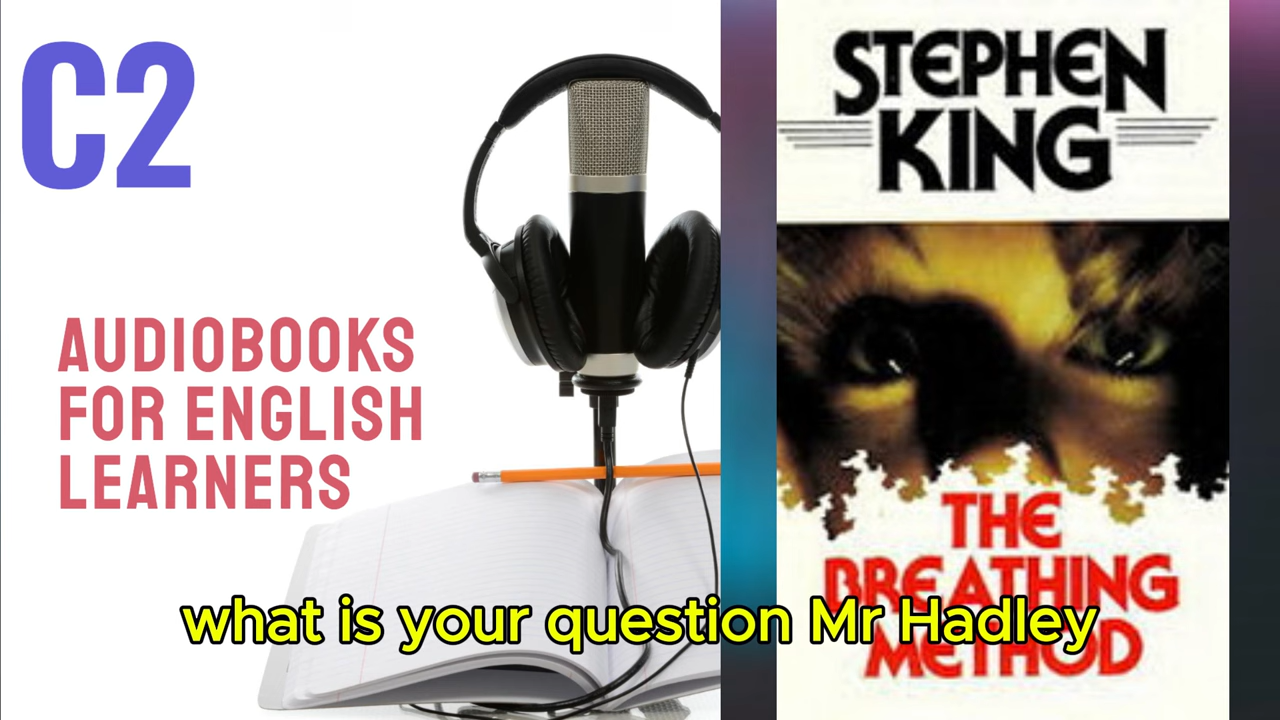 C2
AUDIOBOOKS
FOR ENGLISH
LEARNERS
STEPHEN
KING
THE
BREATHING
METHOD
what is your question Mr Hadley